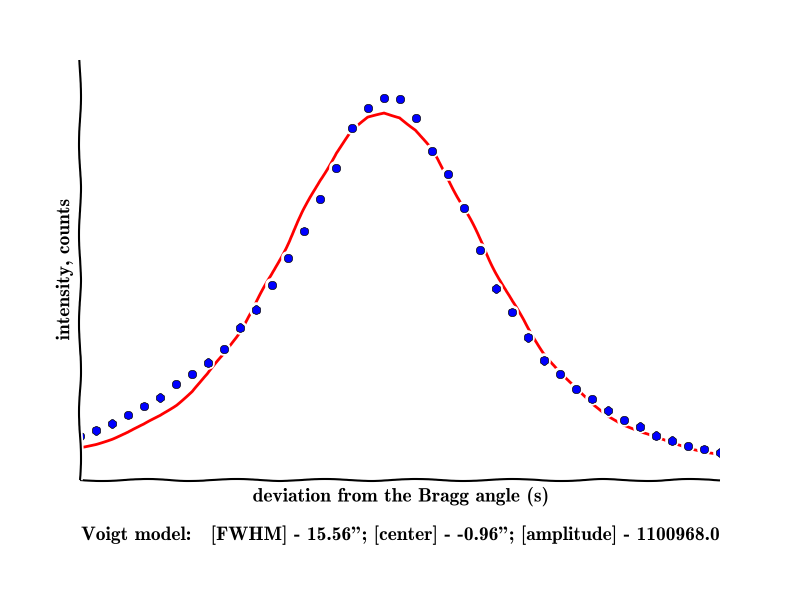 intensity, counts
deviation from the Bragg angle (s)
Voigt model: [FWHM] - 15.56”; [center] - -0.96”; [amplitude] - 1100968.0